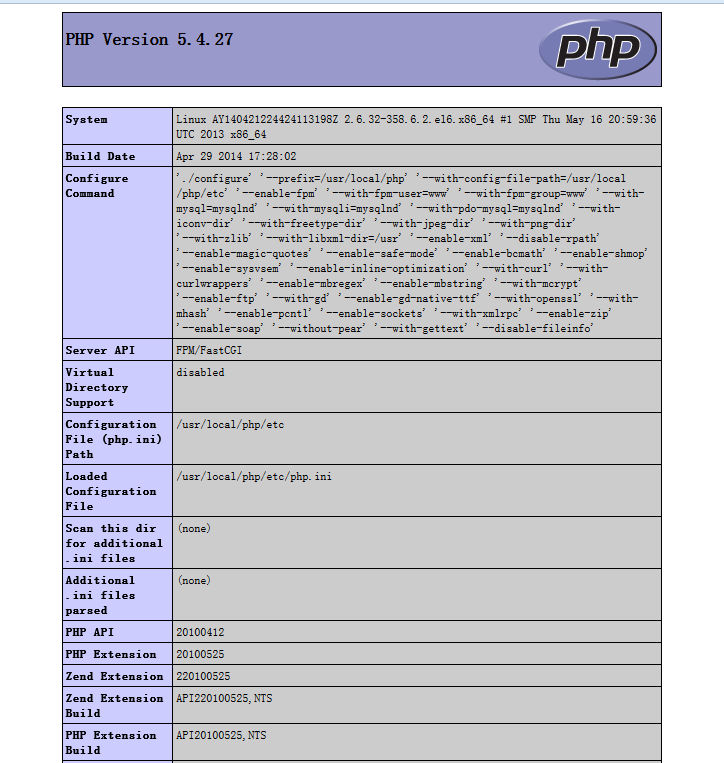 PHP Version 5.4.27
php
System
Linux AY140421224424113198Z 2.6.32-358.6.2.el6.x86_64 #1 SMP Thu May 16 20:59:36
UTC 2013 x86_64
Build Date
Apr 29 2014 17:28:02
Configure
Command
'./configure' '--prefix=/usr/local/php' '--with-config-file-path=/usr/local
/php/etc' '--enable-fpm' '--with-fpm-user=www' '--with-fpm-group=www' '--with-
mysql=mysqlnd' '--with-mysqli=mysqlnd' '--with-pdo-mysql=mysqlnd' '--with-
iconv-dir' '--with-freetype-dir' '--with-jpeg-dir' '--with-png-dir'
'--with-zlib' '--with-libxml-dir=/usr' '--enable-xml' '--disable-rpath'
'--enable-magic-quotes' '--enable-safe-mode' '--enable-bcmath' '--enable-shmop'
'--enable-sysvsem' '--enable-inline-optimization' '--with-curl' '--with-
curlwrappers' '--enable-mbregex' '--enable-mbstring' '--with-mcrypt'
'--enable-ftp' '--with-gd' '--enable-gd-native-ttf' '--with-openssl' '--with-
mhash' '--enable-pcntl' '--enable-sockets' '--with-xmlrpc' '--enable-zip'
'--enable-soap' '--without-pear' '--with-gettext' '--disable-fileinfo'
Server API
FPM/FastCGI
Virtual
Directory
Support
disabled
Configuration
File (php.ini)
Path
/usr/local/php/etc
Loaded
Configuration
File
/usr/local/php/etc/php.ini
Scan this dir
for additional
.ini files
(none)
Additional
.ini files
parsed
(none)
PHP API
20100412
PHP Extension
20100525
Zend Extension
220100525
Zend Extension
Build
API220100525,NTS
PHP Extension
Build
API20100525,NTS